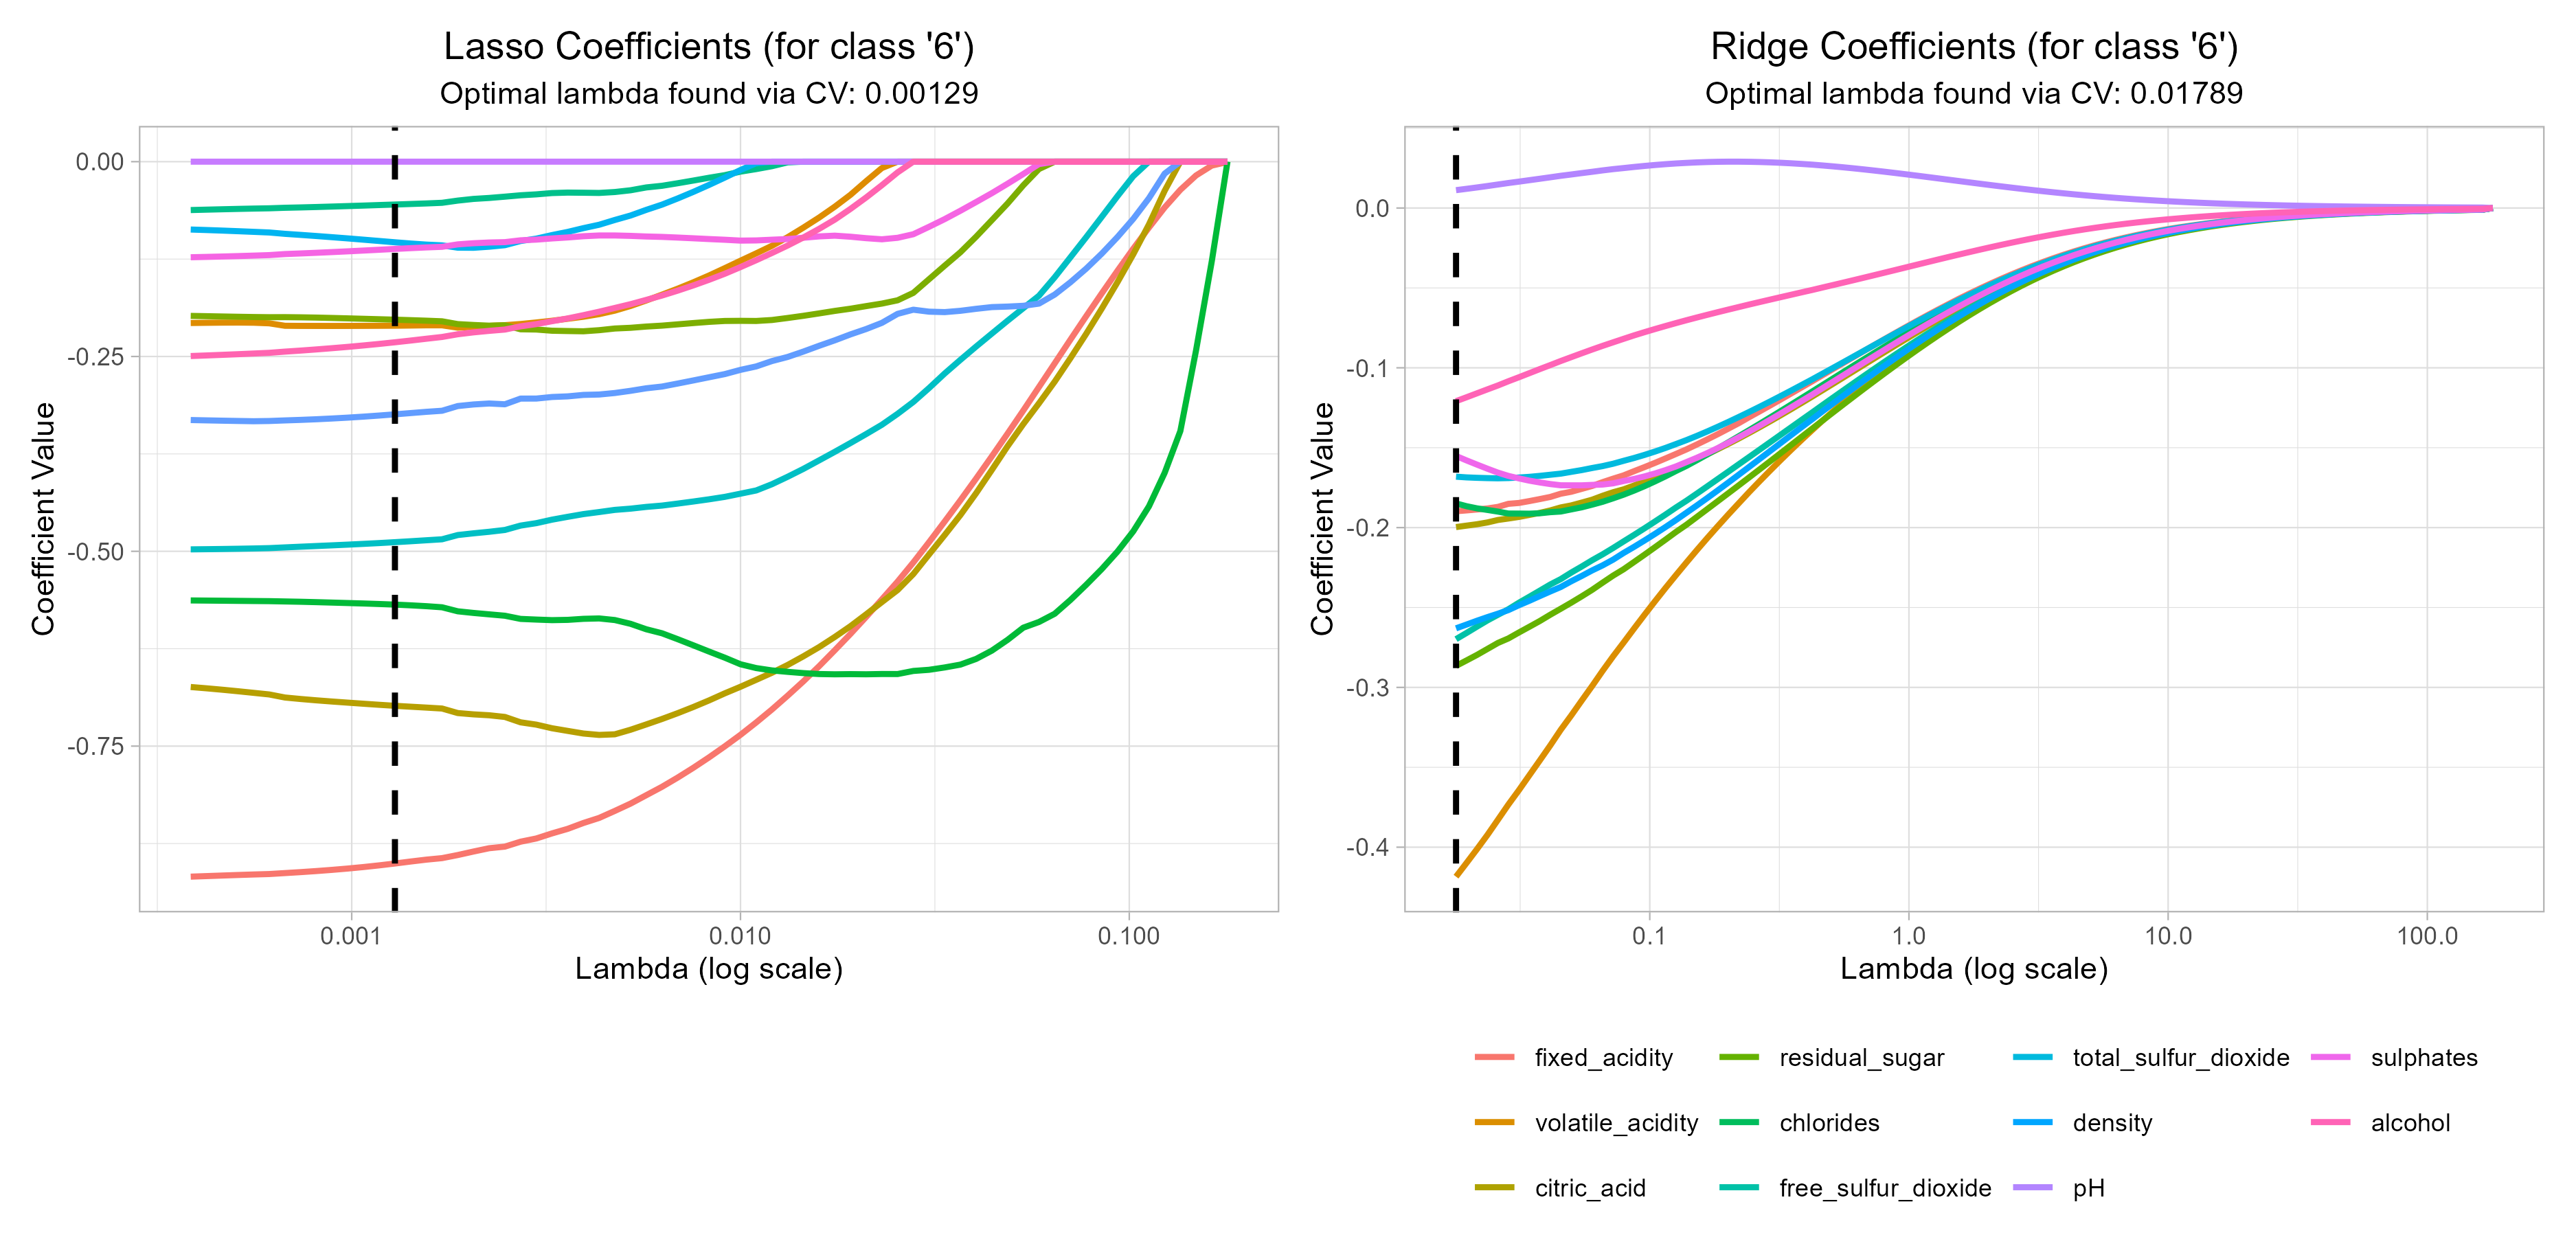 Lasso Coefficients (for class '6')
Optimal lambda found via CV: 0.00129
0.00
-0.25
-0.50
-0.75
Coefficient Value
0.001
0.010
0.100
Lambda (log scale)
Ridge Coefficients (for class '6')
Optimal lambda found via CV: 0.01789
0.0
-0.1
-0.2
-0.3
-0.4
Coefficient Value
0.1
1.0
10.0
100.0
Lambda (log scale)
fixed_acidity
residual_sugar
total_sulfur_dioxide
sulphates
volatile_acidity
chlorides
density
alcohol
citric_acid
free_sulfur_dioxide
pH